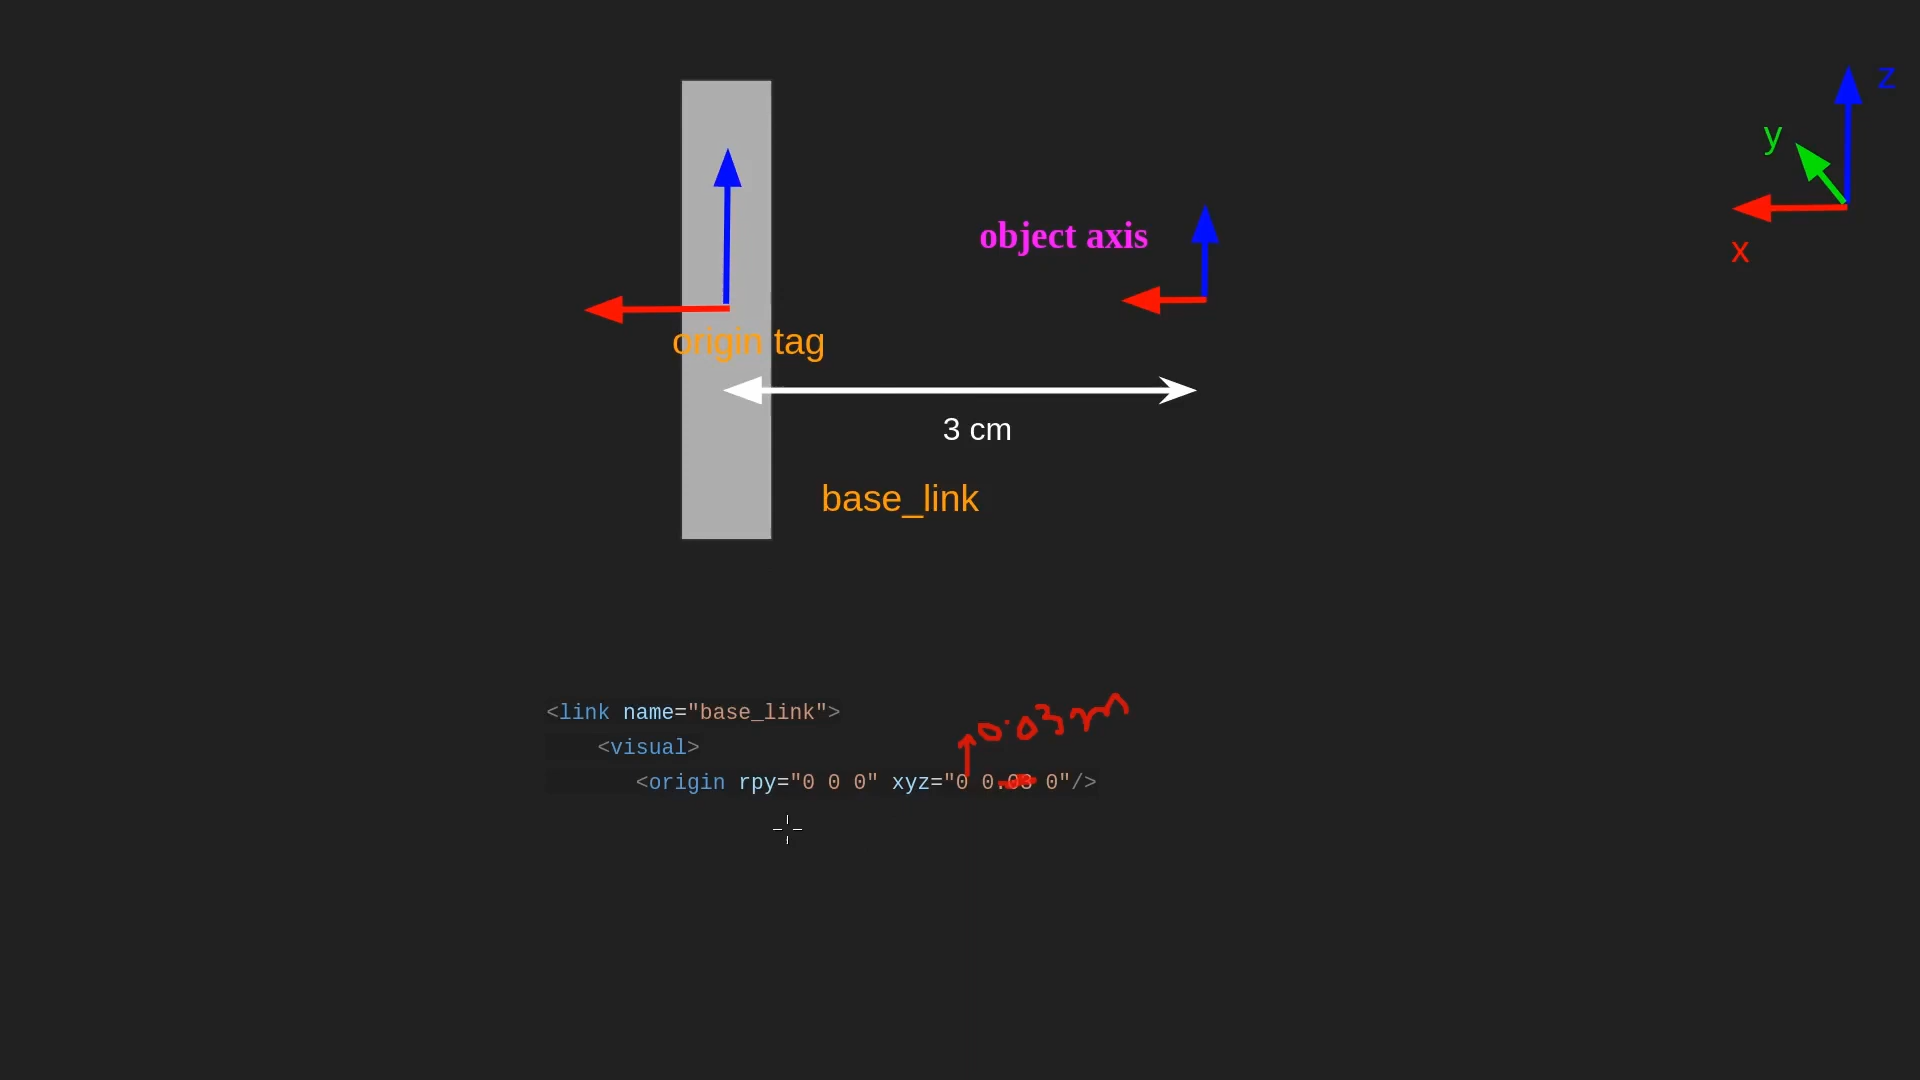 z
y
object axis
x
origin tag
3 cm
base_link
<link name="base_link">
0.03 m
<visual>
<origin rpy="0 0 0" xyz="0 0.03 0"/>